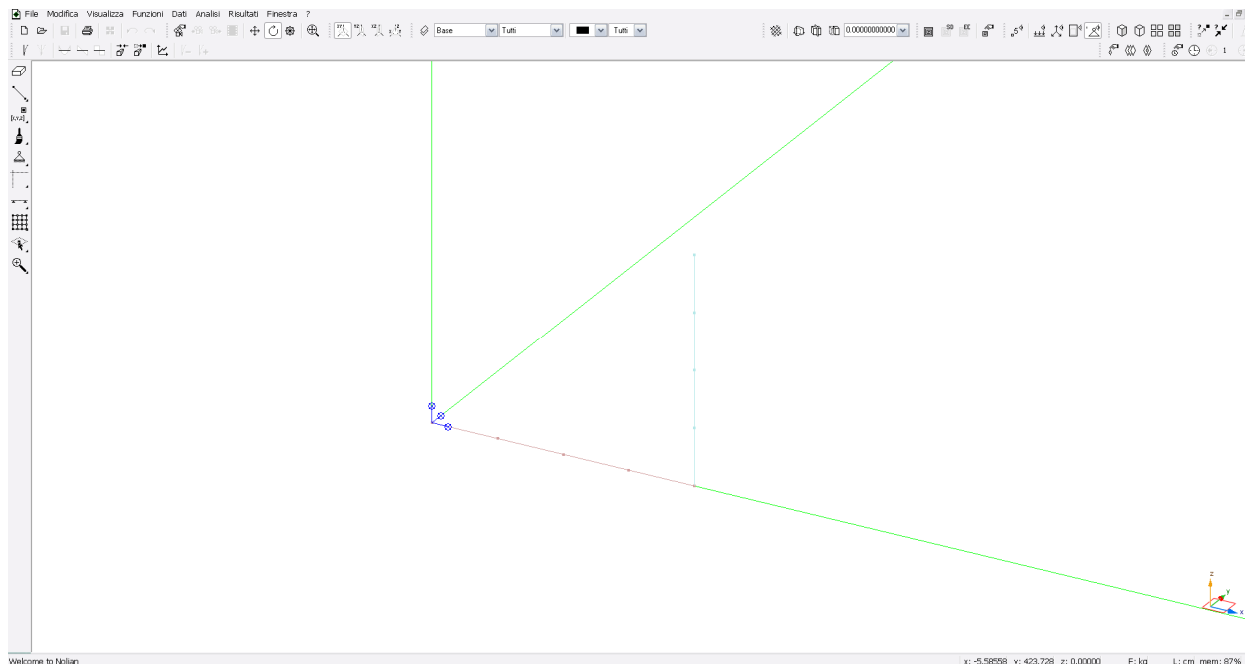 File Modifica Visualizza Funzioni Dati Analisi Risultati Finestra ?
Base Tutti Tutti 0.00000000000
1
z
y
x
Welcome to Nolian x: -5.58558 y: 423.728 z: 0.00000 F: kg L: cm mem: 87%